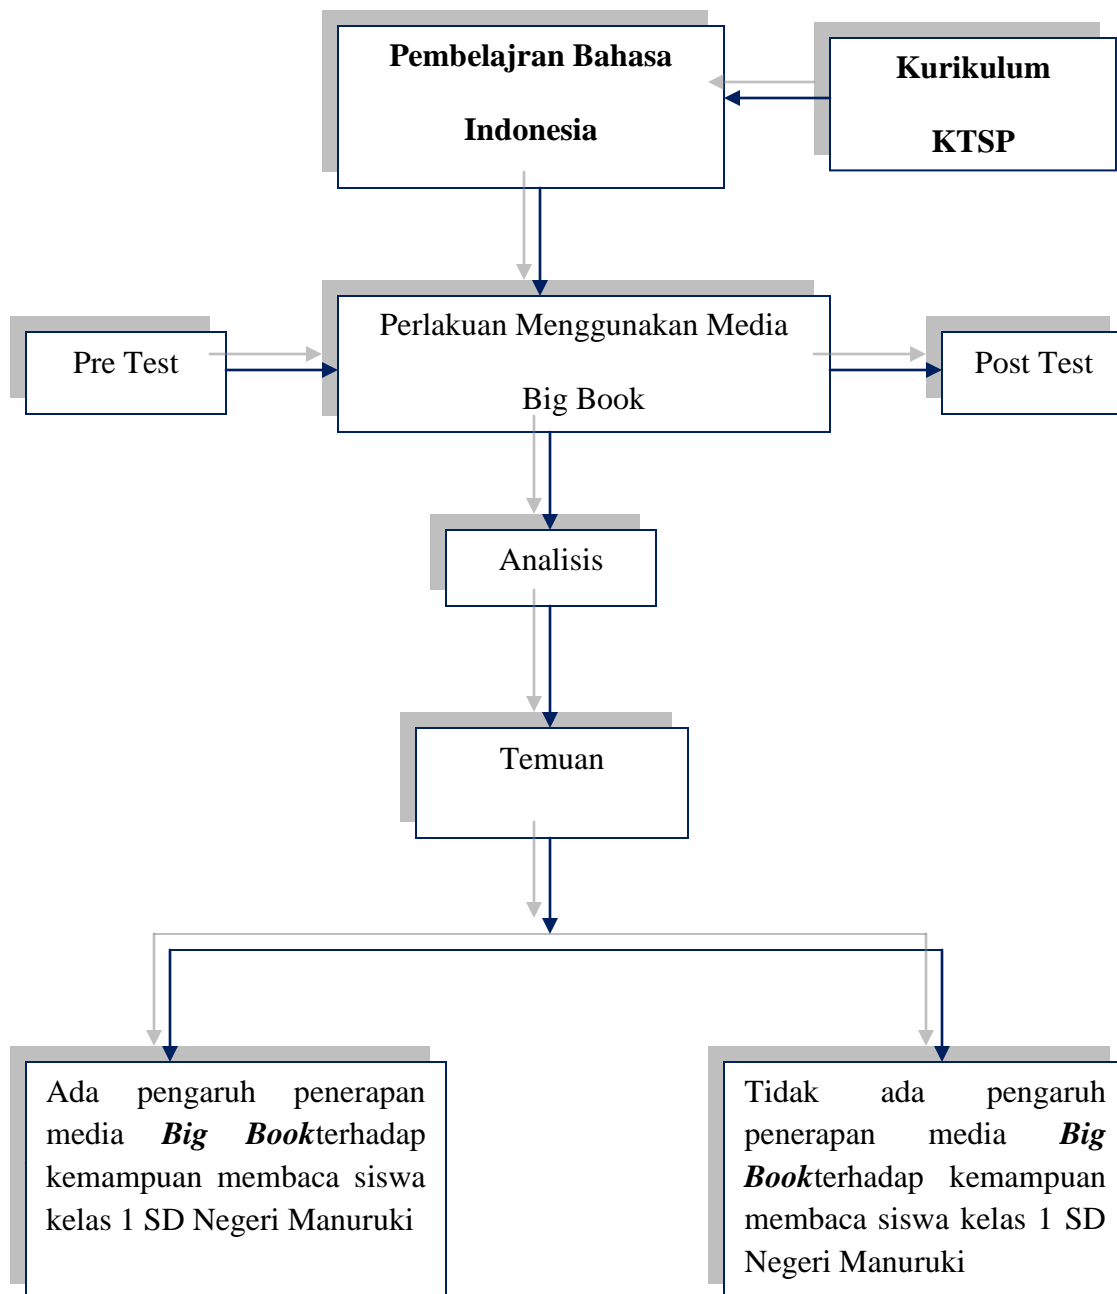 Pembelajran Bahasa
Indonesia
Kurikulum
KTSP
Pre Test
Perlakuan Menggunakan Media
Big Book
Post Test
Analisis
Temuan
Ada pengaruh penerapan
media Big Bookterhadap
kemampuan membaca siswa
kelas 1 SD Negeri Manuruki
Tidak ada pengaruh
penerapan media Big
Bookterhadap kemampuan
membaca siswa kelas 1 SD
Negeri Manuruki